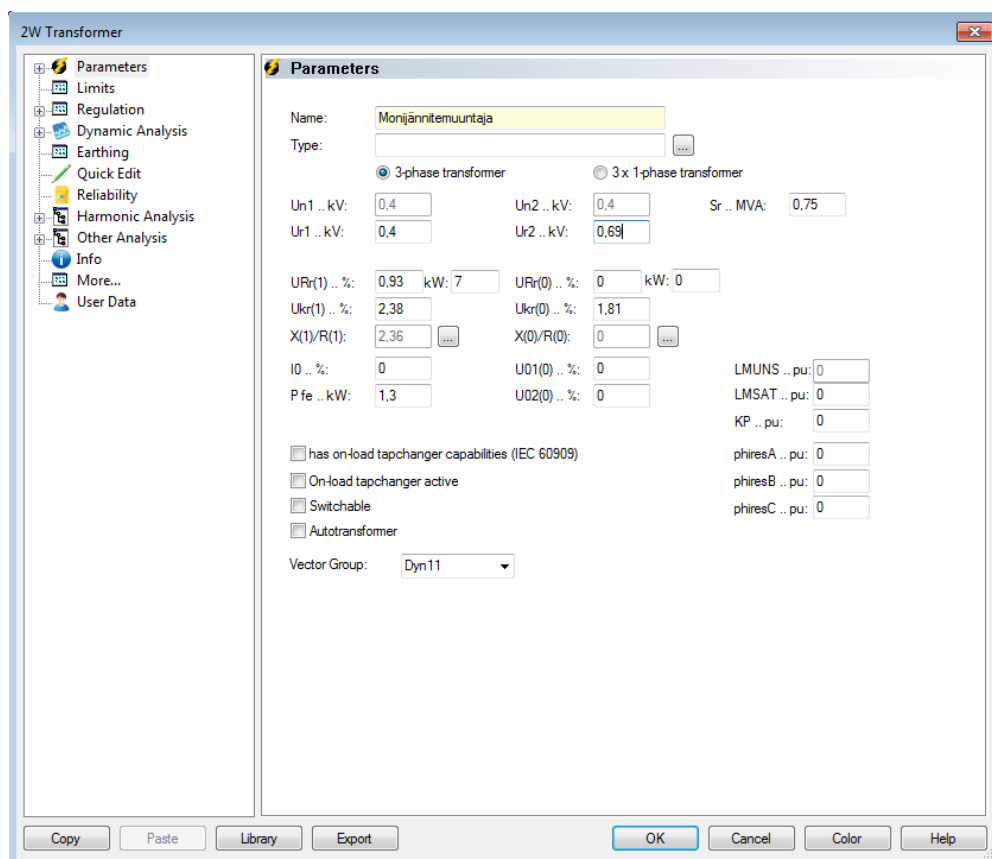 2W Transformer
Parameters
Limits
Regulation
Dynamic Analysis
Earthing
Quick Edit
Reliability
Harmonic Analysis
Other Analysis
Info
More...
User Data
Parameters
Name: Monijännitemuuntaja
Type: ...
3-phase transformer 3 x 1-phase transformer
Un1 .. kV: 0,4 Un2 .. kV: 0,4 Sr .. MVA: 0,75
Ur1 .. kV: 0,4 Ur2 .. kV: 0,69
URr(1) .. %: 0,93 kW: 7 URr(0) .. %: 0 kW: 0
Ukr(1) .. %: 2,38 Ukr(0) .. %: 1,81
X(1)/R(1): 2,36 ... X(0)/R(0): 0 ...
I0 .. %: 0 U01(0) .. %: 0 LMUNS .. pu: 0
P fe .. kW: 1,3 U02(0) .. %: 0 LMSAT .. pu: 0
KP .. pu: 0
has on-load tapchanger capabilities (IEC 60909) phiresA .. pu: 0
On-load tapchanger active phiresB .. pu: 0
Switchable phiresC .. pu: 0
Autotransformer
Vector Group: Dyn11
Copy Paste Library Export OK Cancel Color Help